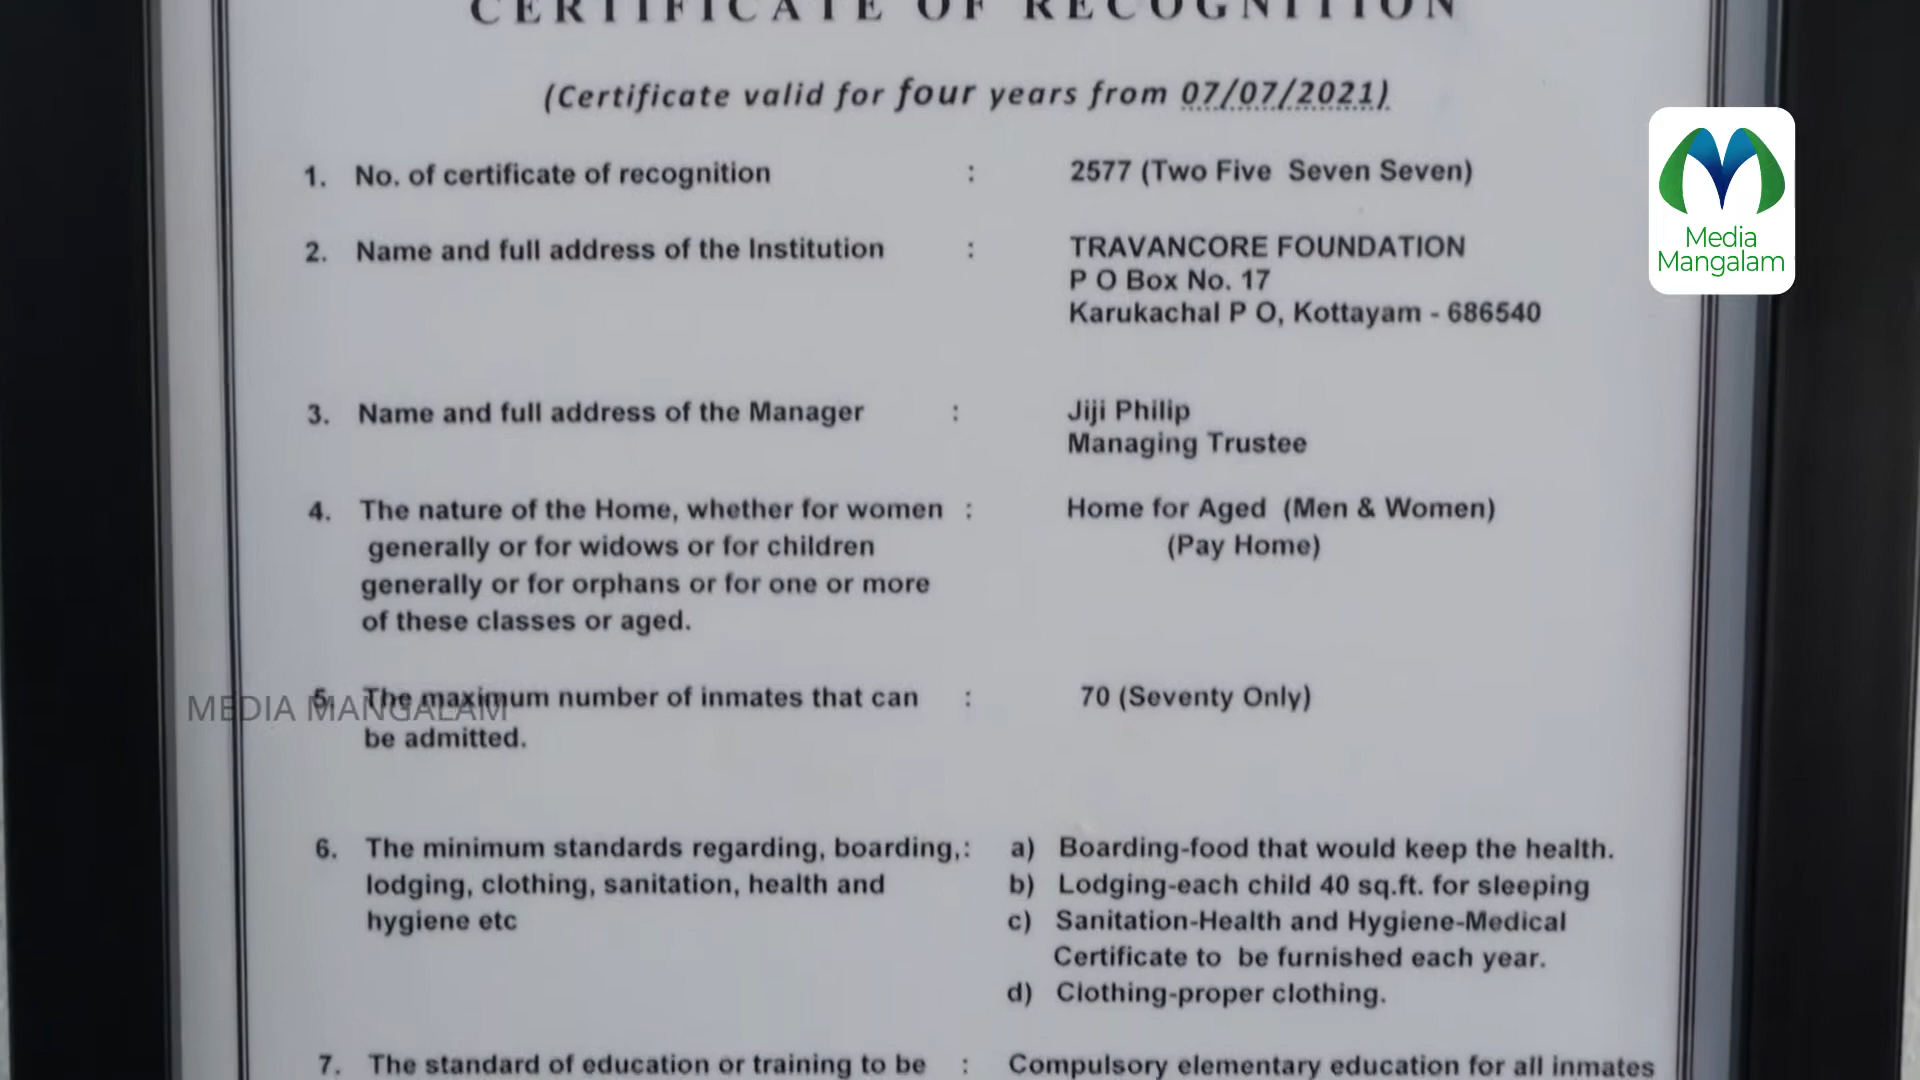 CERTIFICATE OF RECOGNITION
(Certificate valid for four years from 07/07/2021)
1. No. of certificate of recognition : 2577 (Two Five Seven Seven)
2. Name and full address of the Institution : TRAVANCORE FOUNDATION
P O Box No. 17
Karukachal P O, Kottayam - 686540
3. Name and full address of the Manager : Jiji Philip
Managing Trustee
4. The nature of the Home, whether for women : Home for Aged (Men & Women)
generally or for widows or for children (Pay Home)
generally or for orphans or for one or more
of these classes or aged.
5. The maximum number of inmates that can : 70 (Seventy Only)
be admitted.
6. The minimum standards regarding, boarding,: a) Boarding-food that would keep the health.
lodging, clothing, sanitation, health and b) Lodging-each child 40 sq.ft. for sleeping
hygiene etc c) Sanitation-Health and Hygiene-Medical
Certificate to be furnished each year.
d) Clothing-proper clothing.
7. The standard of education or training to be : Compulsory elementary education for all inmates
Media
Mangalam
MEDIA MANGALAM